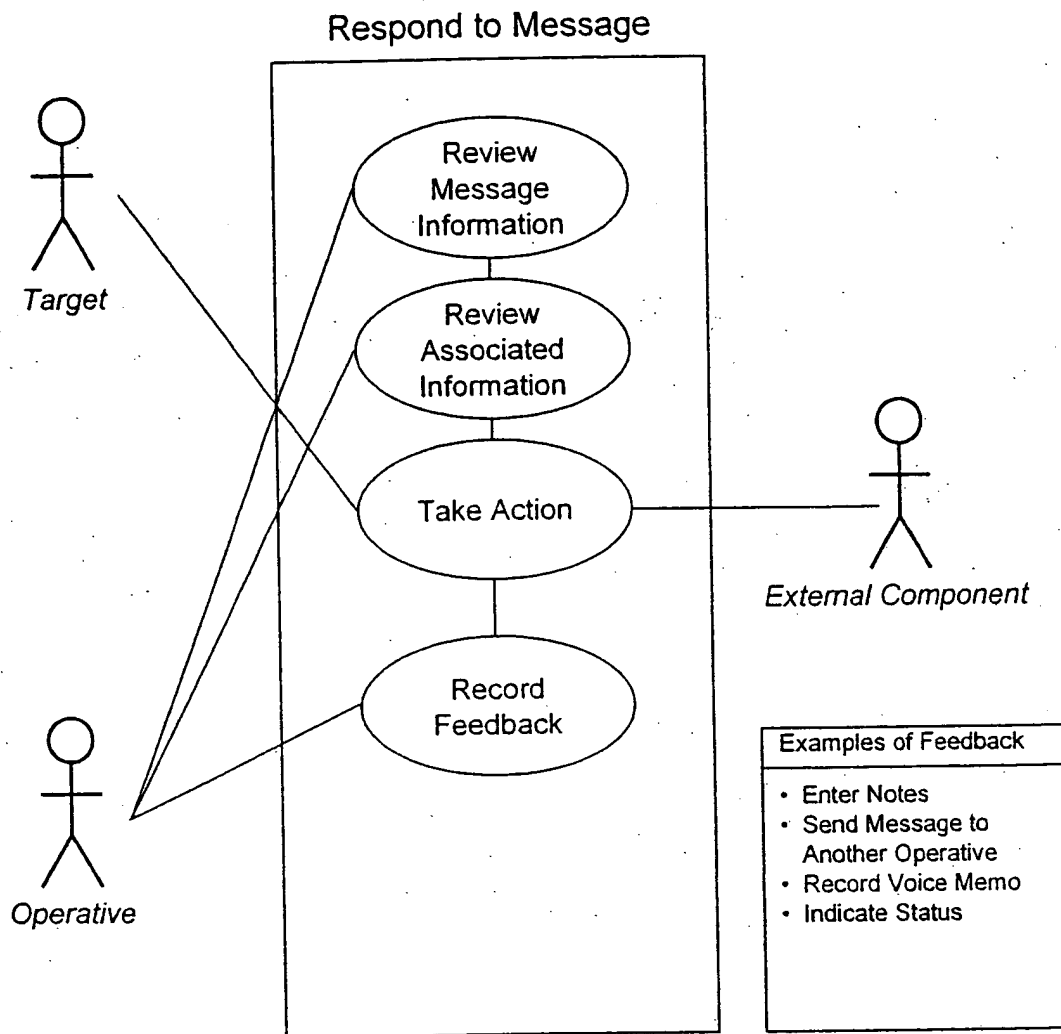 Respond to Message
Review
Message
Information
Target
Review
Associated
Information
Take Action
External Component
Record
Feedback
Operative
Examples of Feedback
• Enter Notes
• Send Message to
Another Operative
• Record Voice Memo
• Indicate Status